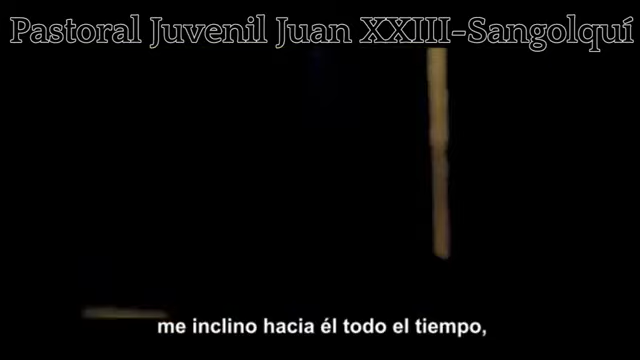 Pastoral Juvenil Juan XXIII-Sangolquí
me inclino hacia él todo el tiempo,